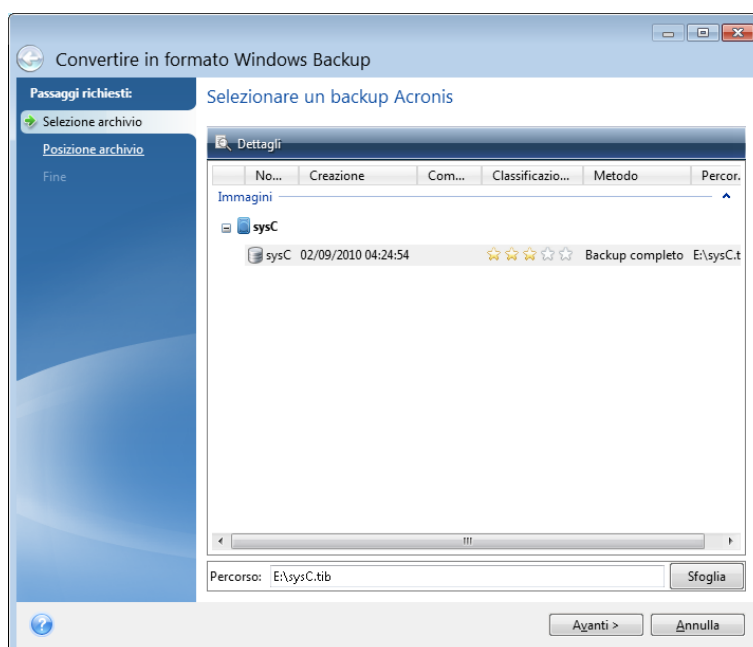 Convertire in formato Windows Backup
Passaggi richiesti:
Selezione archivio
Posizione archivio
Fine
Selezionare un backup Acronis
Dettagli
No... Creazione Com... Classificazio... Metodo Percor.
Immagini
sysC
sysC 02/09/2010 04:24:54 Backup completo E:\sysC.t
Percorso: E:\sysC.tib Sfoglia
Avanti > Annulla